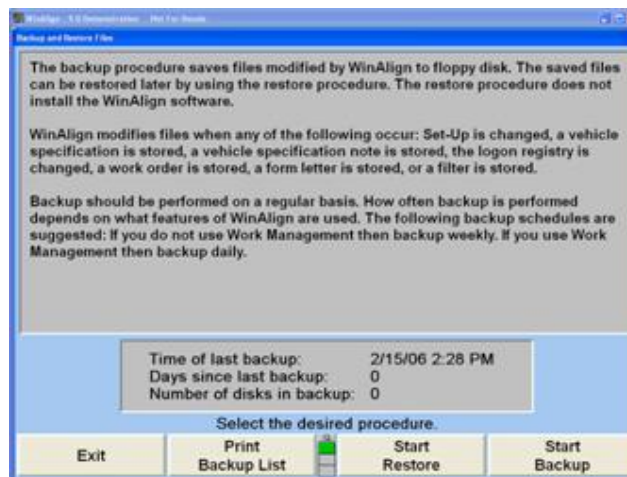 WinAlign - 9.0 Demonstration - Not For Resale
Backup and Restore Files
The backup procedure saves files modified by WinAlign to floppy disk. The saved files
can be restored later by using the restore procedure. The restore procedure does not
install the WinAlign software.
WinAlign modifies files when any of the following occur: Set-Up is changed, a vehicle
specification is stored, a vehicle specification note is stored, the logon registry is
changed, a work order is stored, a form letter is stored, or a filter is stored.
Backup should be performed on a regular basis. How often backup is performed
depends on what features of WinAlign are used. The following backup schedules are
suggested: If you do not use Work Management then backup weekly. If you use Work
Management then backup daily.
Time of last backup: 2/15/06 2:28 PM
Days since last backup: 0
Number of disks in backup: 0
Select the desired procedure.
Exit
Print
Backup List
Start
Restore
Start
Backup